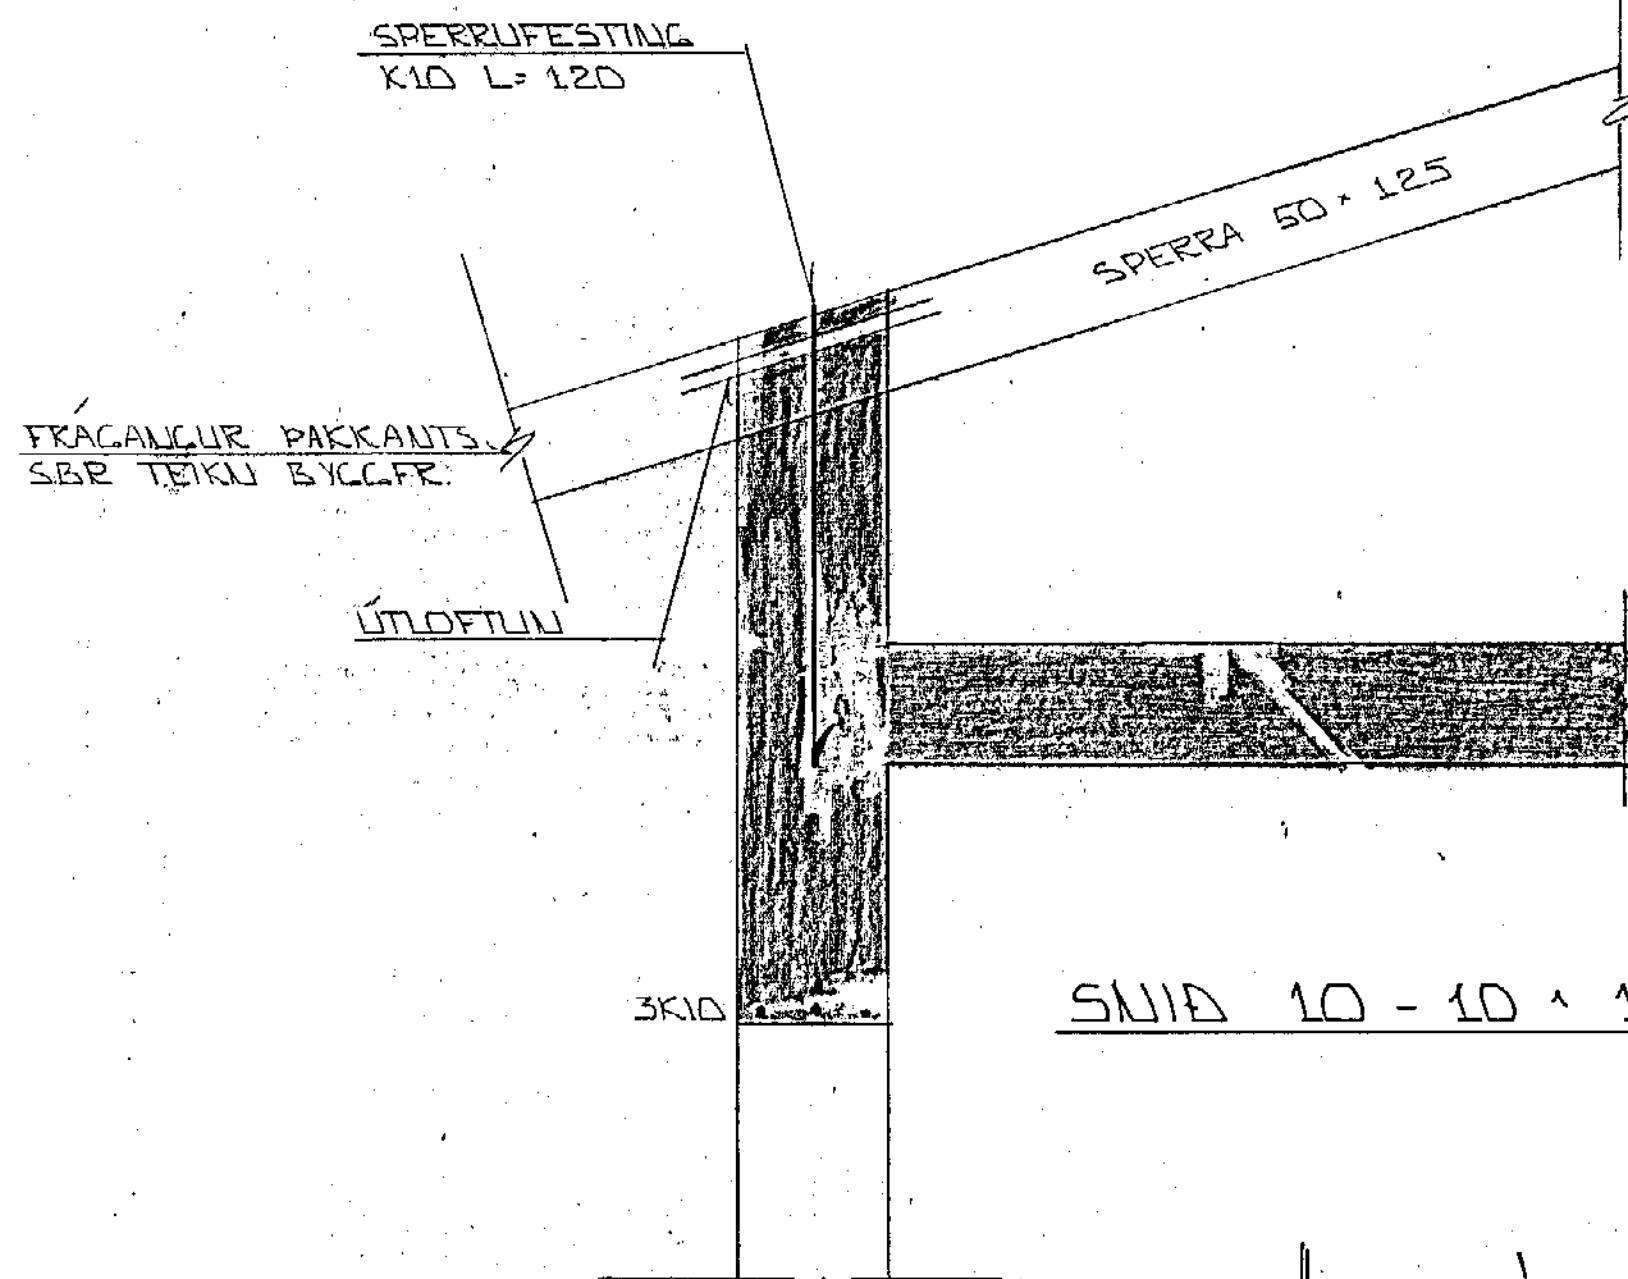 SPERRUFESTING
K10 L= 120
SPERRA 50 × 125
FRÁGANGUR ÞAKKANTS.
SBR TEIKN BYGGFR.
ÚTLOFTUN
3K10
SNIÐ 10 - 10